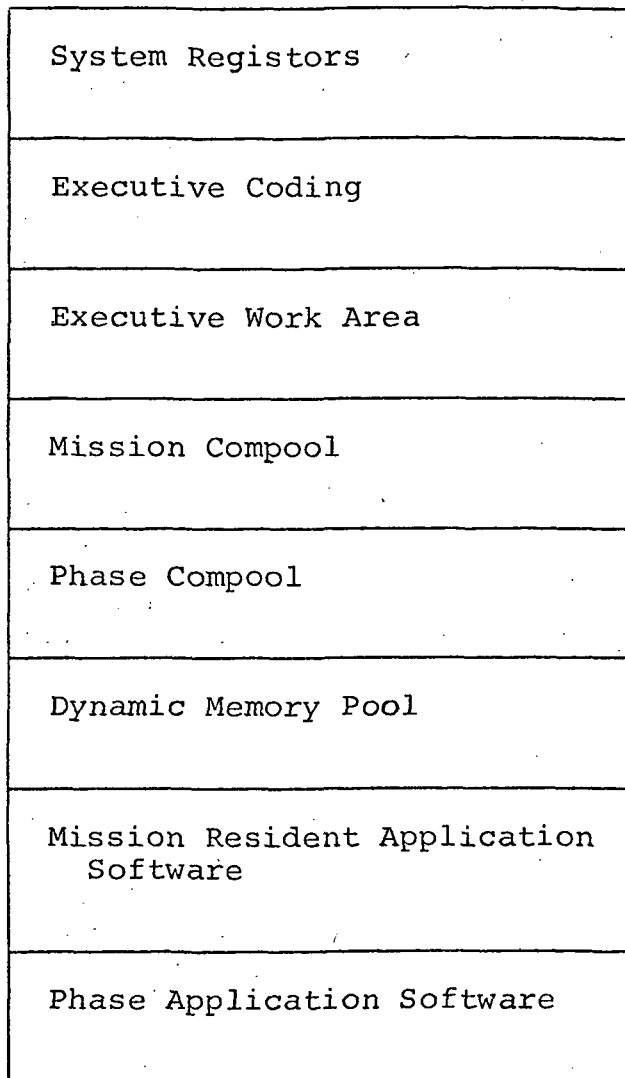 System Registors
Executive Coding
Executive Work Area
Mission Compool
Phase Compool
Dynamic Memory Pool
Mission Resident Application
Software
Phase Application Software